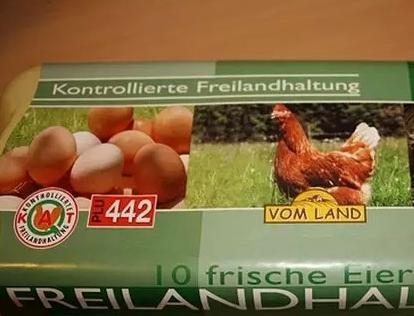 Kontrollierte Freilandhaltung
KONTROLLIERTE
FREILANDHALTUNG
PLU 442
VOM LAND
10 frische Eier
FREILANDHAL